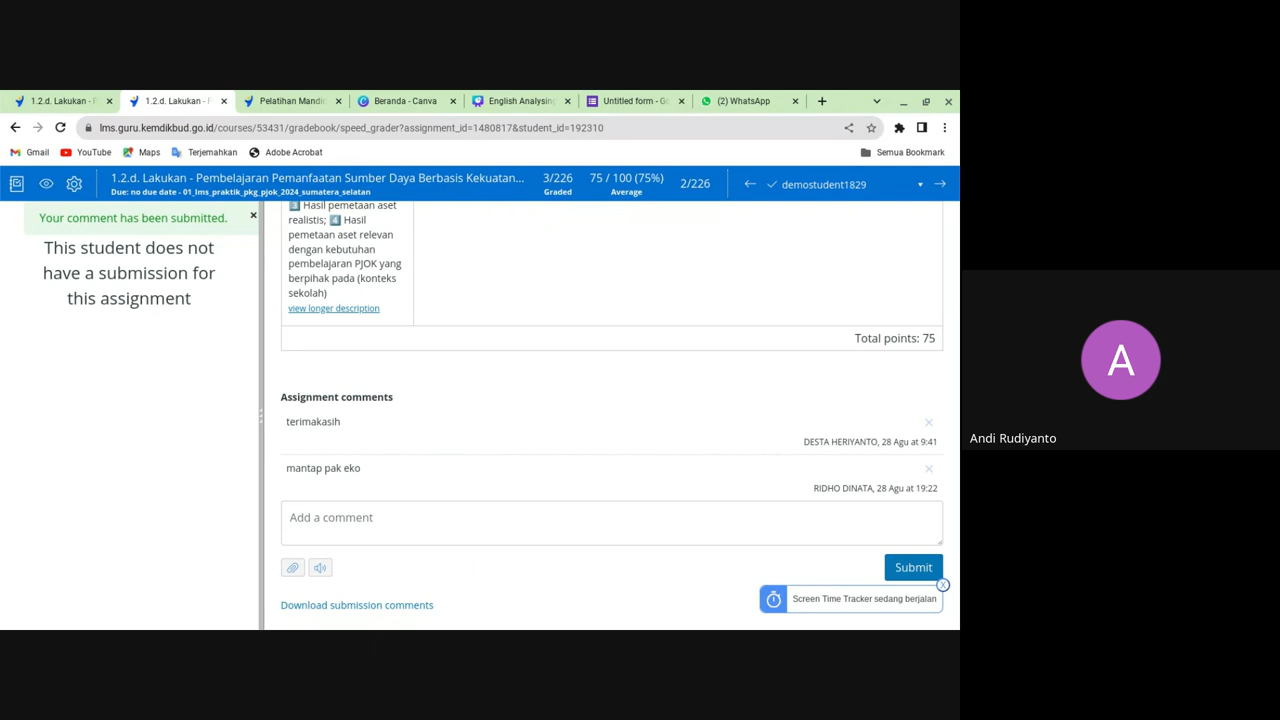 1.2.d. Lakukan - P
1.2.d. Lakukan - P
Pelatihan Mandiri
Beranda - Canva
English Analysing
Untitled form - Go
(2) WhatsApp
lms.guru.kemdikbud.go.id/courses/53431/gradebook/speed_grader?assignment_id=1480817&student_id=192310
Gmail
YouTube
Maps
Terjemahkan
Adobe Acrobat
Semua Bookmark
1.2.d. Lakukan - Pembelajaran Pemanfaatan Sumber Daya Berbasis Kekuatan...
Due: no due date - 01_lms_praktik_pkg_pjok_2024_sumatera_selatan
3/226
Graded
75 / 100 (75%)
Average
2/226
demostudent1829
Your comment has been submitted.
This student does not
have a submission for
this assignment
3 Hasil pemetaan aset
realistis; 4 Hasil
pemetaan aset relevan
dengan kebutuhan
pembelajaran PJOK yang
berpihak pada (konteks
sekolah)
view longer description
Total points: 75
Assignment comments
terimakasih
DESTA HERIYANTO, 28 Agu at 9:41
mantap pak eko
RIDHO DINATA, 28 Agu at 19:22
Add a comment
Submit
Screen Time Tracker sedang berjalan
Download submission comments
A
Andi Rudiyanto